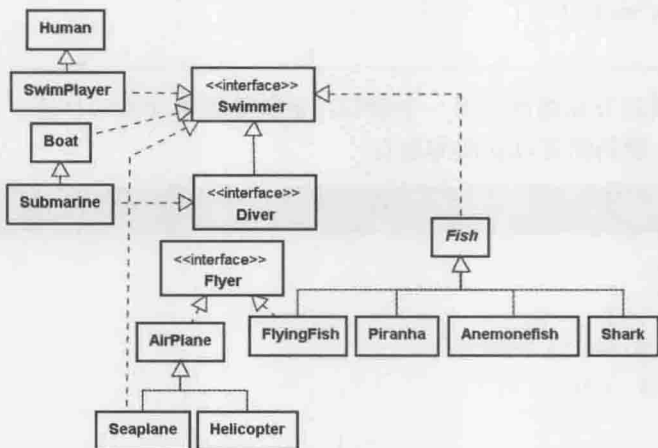 Human
SwimPlayer
<<interface>>
Swimmer
Boat
Submarine
<<interface>>
Diver
Fish
<<interface>>
Flyer
AirPlane
FlyingFish
Piranha
Anemonefish
Shark
Seaplane
Helicopter